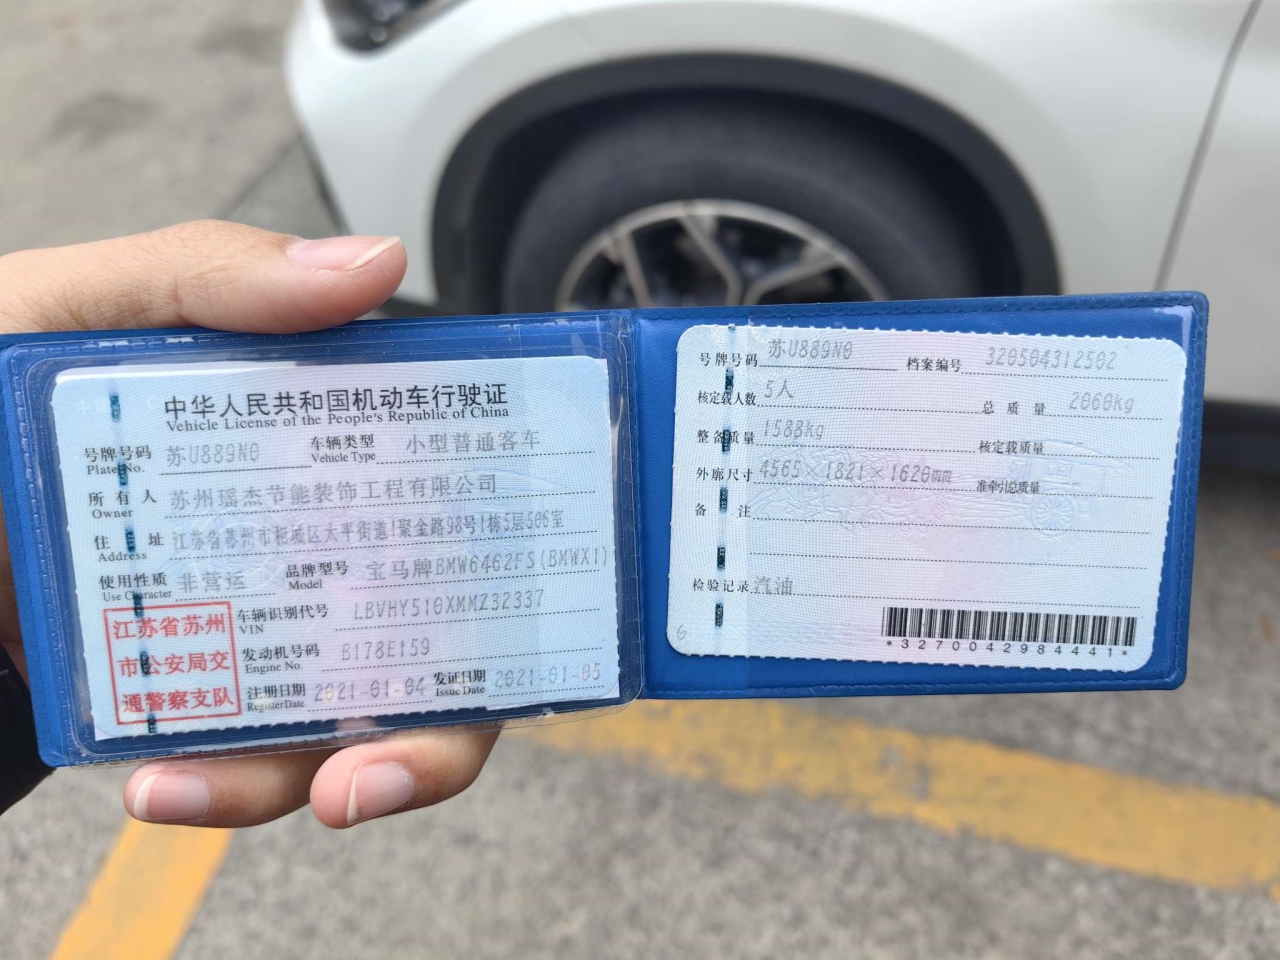 中华人民共和国机动车行驶证
Vehicle License of the People's Republic of China
号牌号码 苏U889N0 车辆类型 小型普通客车
Plate No. Vehicle Type
所有人 苏州瑶杰节能装饰工程有限公司
Owner
住址 江苏省苏州市相城区太平街道聚金路98号1栋5层506室
Address
使用性质 非营运 品牌型号 宝马牌BMW6462FS(BMWX1)
Use Character Model
江苏省苏州
市公安局交
通警察支队
车辆识别代号 LBVHY510XMMZ32337
VIN
发动机号码 B178E159
Engine No.
注册日期 2021-01-04 发证日期 2021-01-05
Register Date Issue Date
号牌号码 苏U889N0 档案编号 320504312502
核定载人数 5人 总质量 2060kg
整备质量 1588kg 核定载质量
外廓尺寸 4565×1821×1620mm 准牵引总质量
备注
检验记录 汽油
*3270042984441*